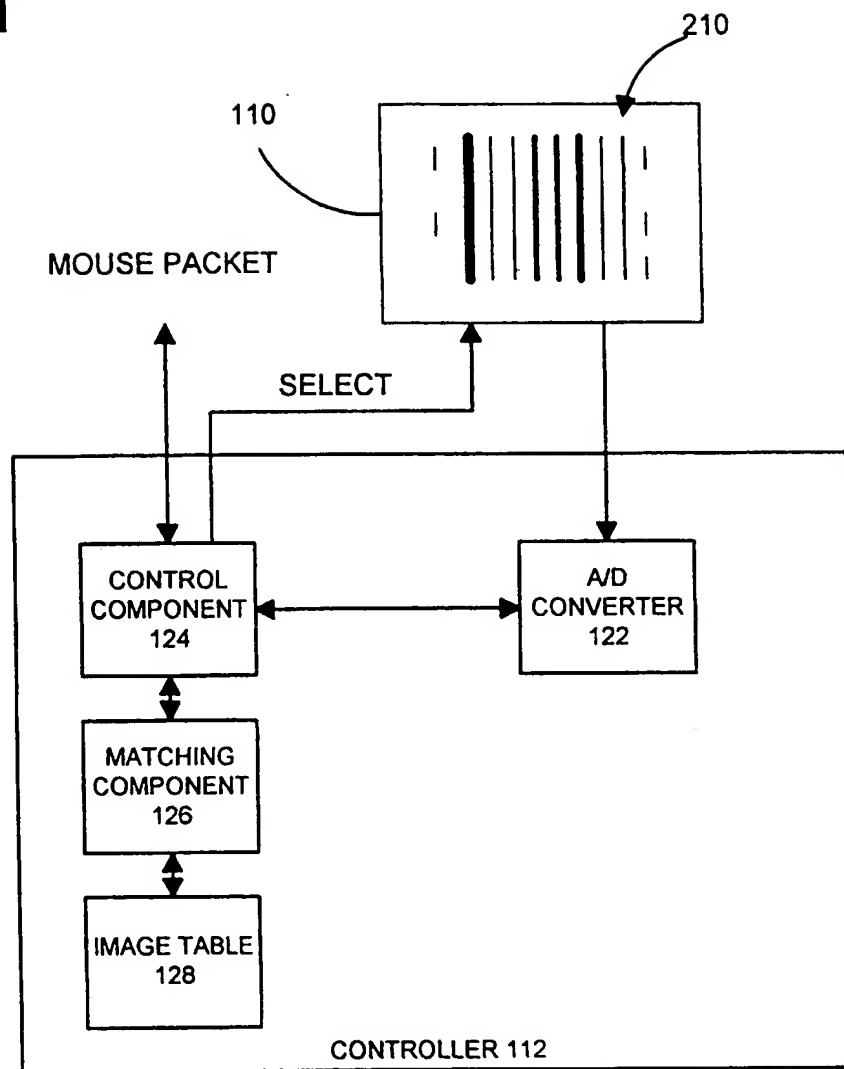 210
110
MOUSE PACKET
SELECT
CONTROL
COMPONENT
124
A/D
CONVERTER
122
MATCHING
COMPONENT
126
IMAGE TABLE
128
CONTROLLER 112